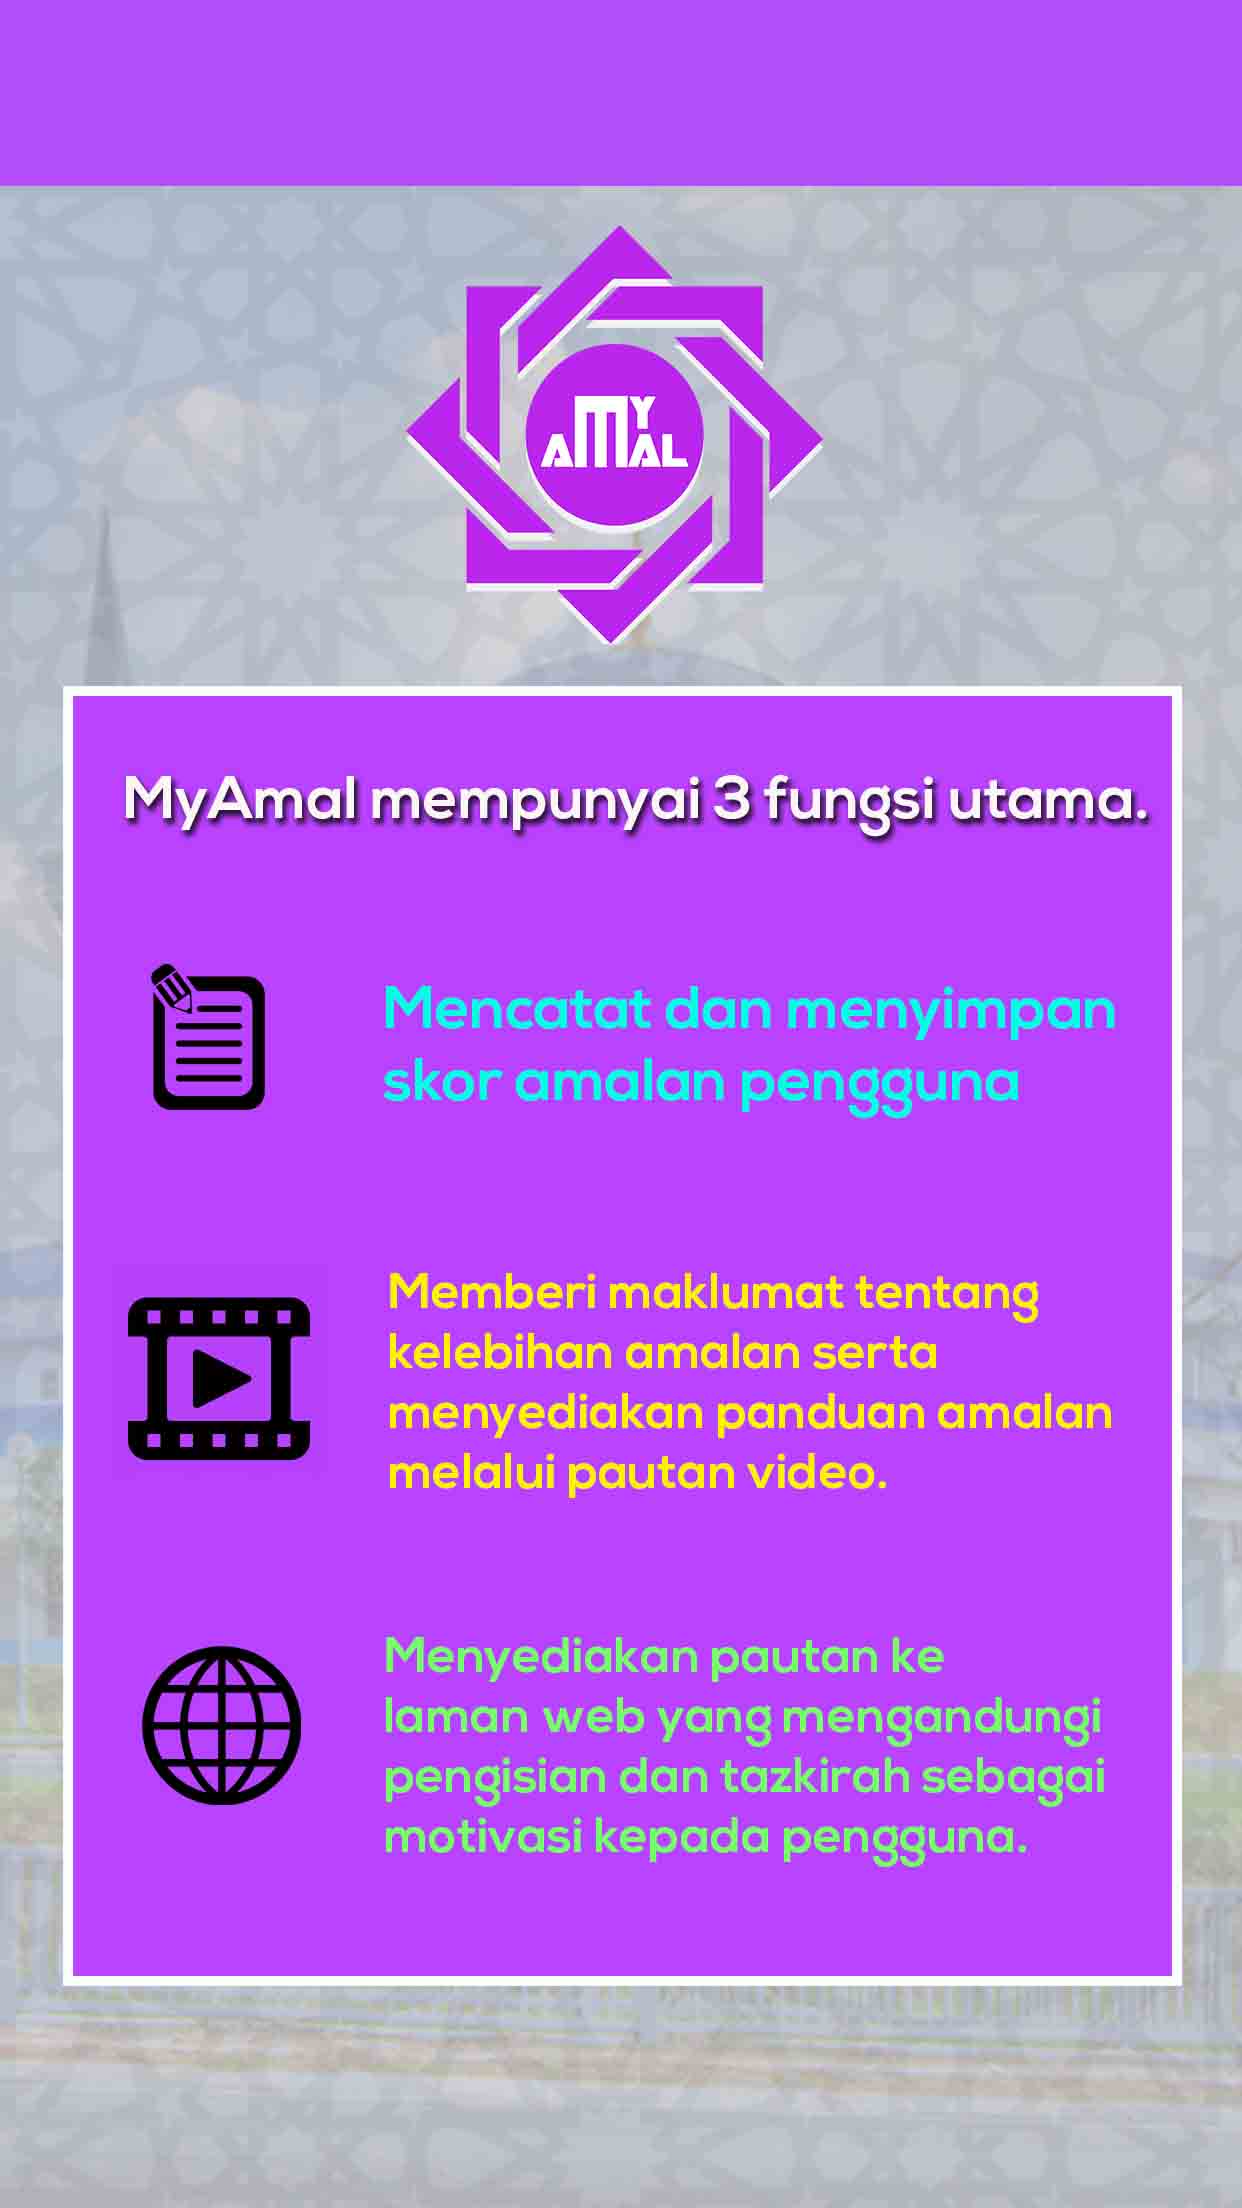 MY
AMAL
MyAmal mempunyai 3 fungsi utama.
Mencatat dan menyimpan
skor amalan pengguna
Memberi maklumat tentang
kelebihan amalan serta
menyediakan panduan amalan
melalui pautan video.
Menyediakan pautan ke
laman web yang mengandungi
pengisian dan tazkirah sebagai
motivasi kepada pengguna.